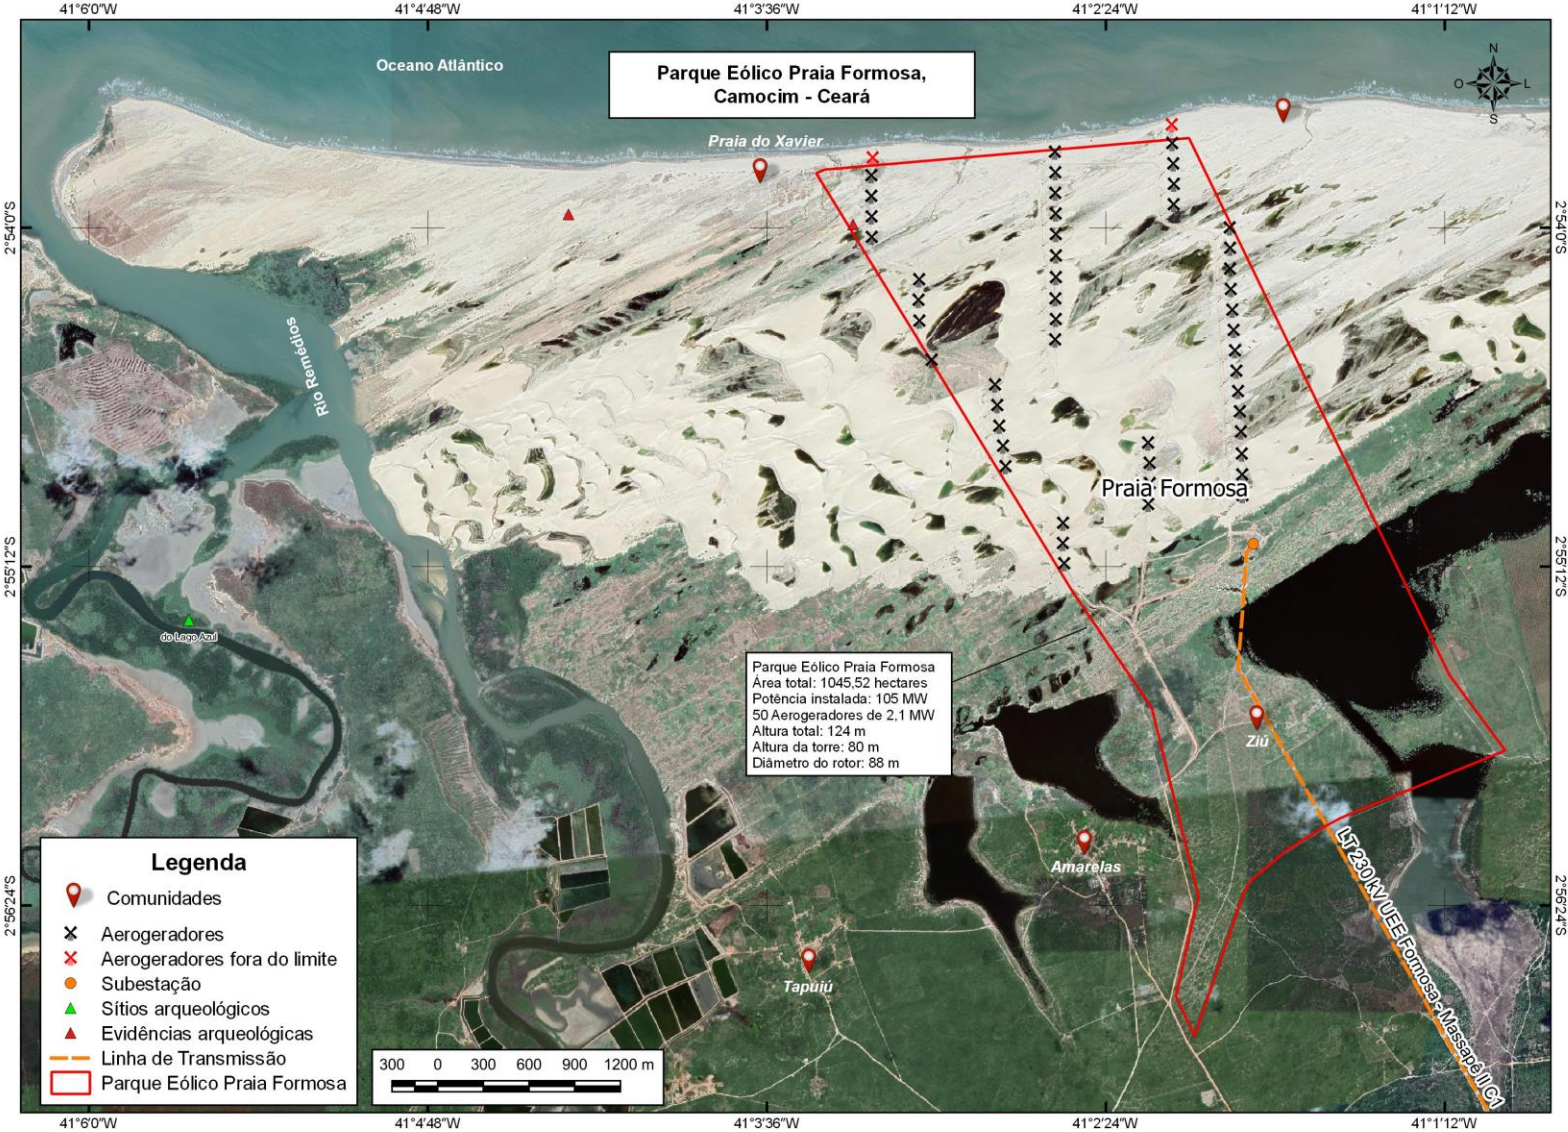 41°6'0"W 41°4'48"W 41°3'36"W 41°2'24"W 41°1'12"W
Oceano Atlântico
Parque Eólico Praia Formosa,
Camocim - Ceará
N
O L
S
Praia do Xavier
2°54'0"S 2°54'0"S
Rio Remédios
Praia Formosa
2°55'12"S 2°55'12"S
do Lago Azul
Parque Eólico Praia Formosa
Área total: 1045,52 hectares
Potência instalada: 105 MW
50 Aerogeradores de 2,1 MW
Altura total: 124 m
Altura da torre: 80 m
Diâmetro do rotor: 88 m
Ziú
Amarelas
LT 230 kV UEE Formosa - Massapê II C1
2°56'24"S 2°56'24"S
Tapuiú
Legenda
Comunidades
Aerogeradores
Aerogeradores fora do limite
Subestação
Sítios arqueológicos
Evidências arqueológicas
Linha de Transmissão
Parque Eólico Praia Formosa
300 0 300 600 900 1200 m
41°6'0"W 41°4'48"W 41°3'36"W 41°2'24"W 41°1'12"W